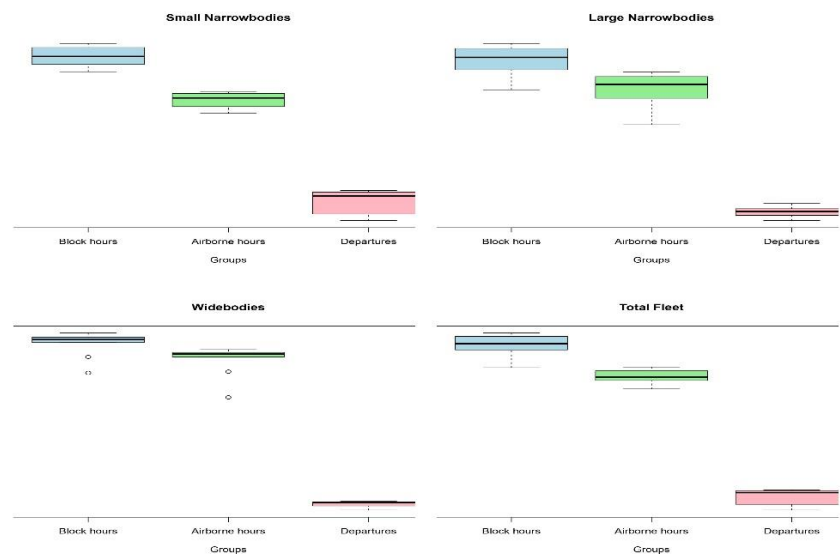 Small Narrowbodies
Block hours Airborne hours Departures
Groups
Large Narrowbodies
Block hours Airborne hours Departures
Groups
Widebodies
Block hours Airborne hours Departures
Groups
Total Fleet
Block hours Airborne hours Departures
Groups